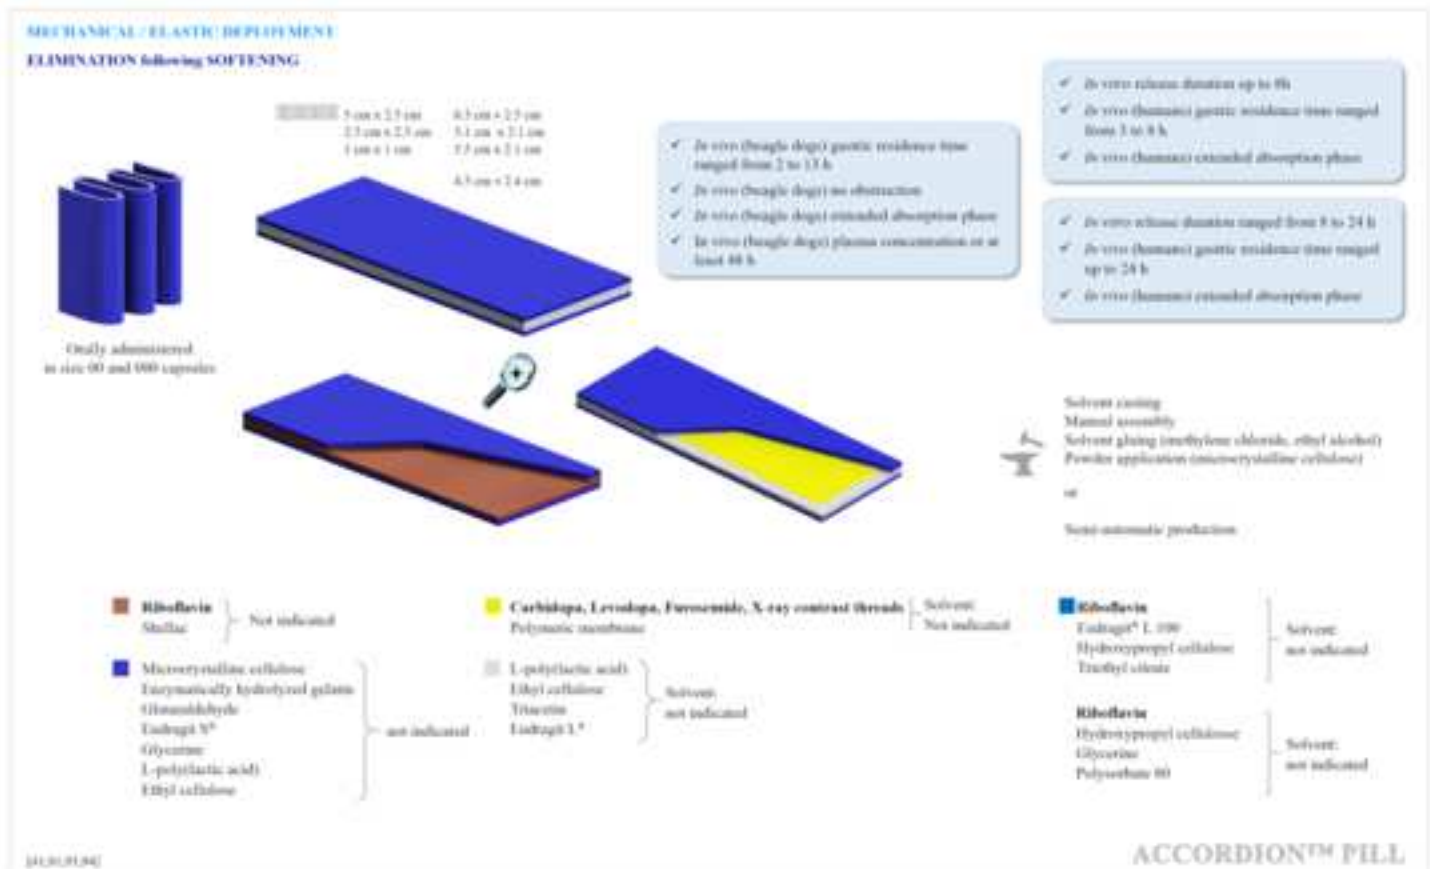 MECHANICAL / ELASTIC DEPLOYMENT
ELIMINATION following SOFTENING
5 cm x 2.5 cm
2.5 cm x 2.5 cm
1 cm x 1 cm
4.5 cm x 2.5 cm
5.1 cm x 2.1 cm
3.5 cm x 2.1 cm
4.5 cm x 2.4 cm
Orally administered
in size 00 and 000 capsules
✓ In vivo (beagle dogs) gastric residence time
ranged from 2 to 13 h
✓ In vivo (beagle dogs) no obstruction
✓ In vivo (beagle dogs) extended absorption phase
✓ In vivo (beagle dogs) plasma concentration or at
least 48 h
✓ In vitro release duration up to 8h
✓ In vivo (humans) gastric residence time ranged
from 3 to 8 h
✓ In vivo (humans) extended absorption phase
✓ In vitro release duration ranged from 8 to 24 h
✓ In vivo (humans) gastric residence time ranged
up to 24 h
✓ In vivo (humans) extended absorption phase
Solvent casting
Manual assembly
Solvent gluing (methylene chloride, ethyl alcohol)
Powder application (microcrystalline cellulose)
or
Semi-automatic production
Riboflavin
Shellac
Not indicated
Microcrystalline cellulose
Enzymatically hydrolyzed gelatin
Glutaraldehyde
Eudragit S®
Glycerine
L-poly(lactic acid)
Ethyl cellulose
not indicated
Carbidopa, Levodopa, Furosemide, X-ray contrast threads
Polymeric membrane
Solvent:
Not indicated
L-poly(lactic acid)
Ethyl cellulose
Triacetin
Eudragit L®
Solvent:
not indicated
Riboflavin
Eudragit® L 100
Hydroxypropyl cellulose
Triethyl citrate
Solvent:
not indicated
Riboflavin
Hydroxypropyl cellulose
Glycerine
Polysorbate 80
Solvent:
not indicated
ACCORDION™ PILL